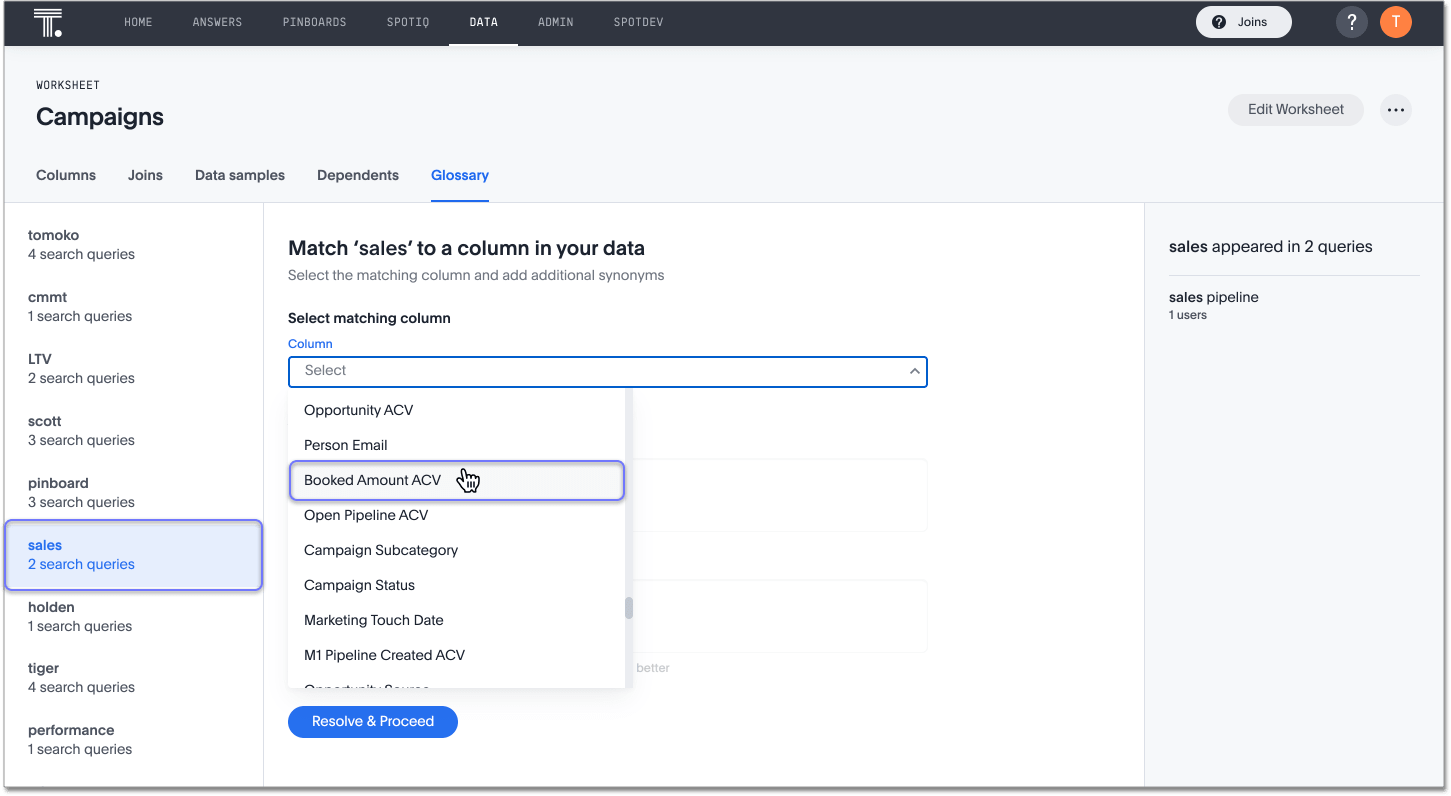 T.
HOME ANSWERS PINBOARDS SPOTIQ DATA ADMIN SPOTDEV
? Joins
?
T
WORKSHEET
Campaigns
Edit Worksheet
Columns Joins Data samples Dependents Glossary
tomoko
4 search queries
cmmt
1 search queries
LTV
2 search queries
scott
3 search queries
pinboard
3 search queries
sales
2 search queries
holden
1 search queries
tiger
4 search queries
performance
1 search queries
Match ‘sales’ to a column in your data
Select the matching column and add additional synonyms
Select matching column
Column
Select
Opportunity ACV
Person Email
Booked Amount ACV
Open Pipeline ACV
Campaign Subcategory
Campaign Status
Marketing Touch Date
M1 Pipeline Created ACV
Opportunity Source
better
Resolve & Proceed
sales appeared in 2 queries
sales pipeline
1 users